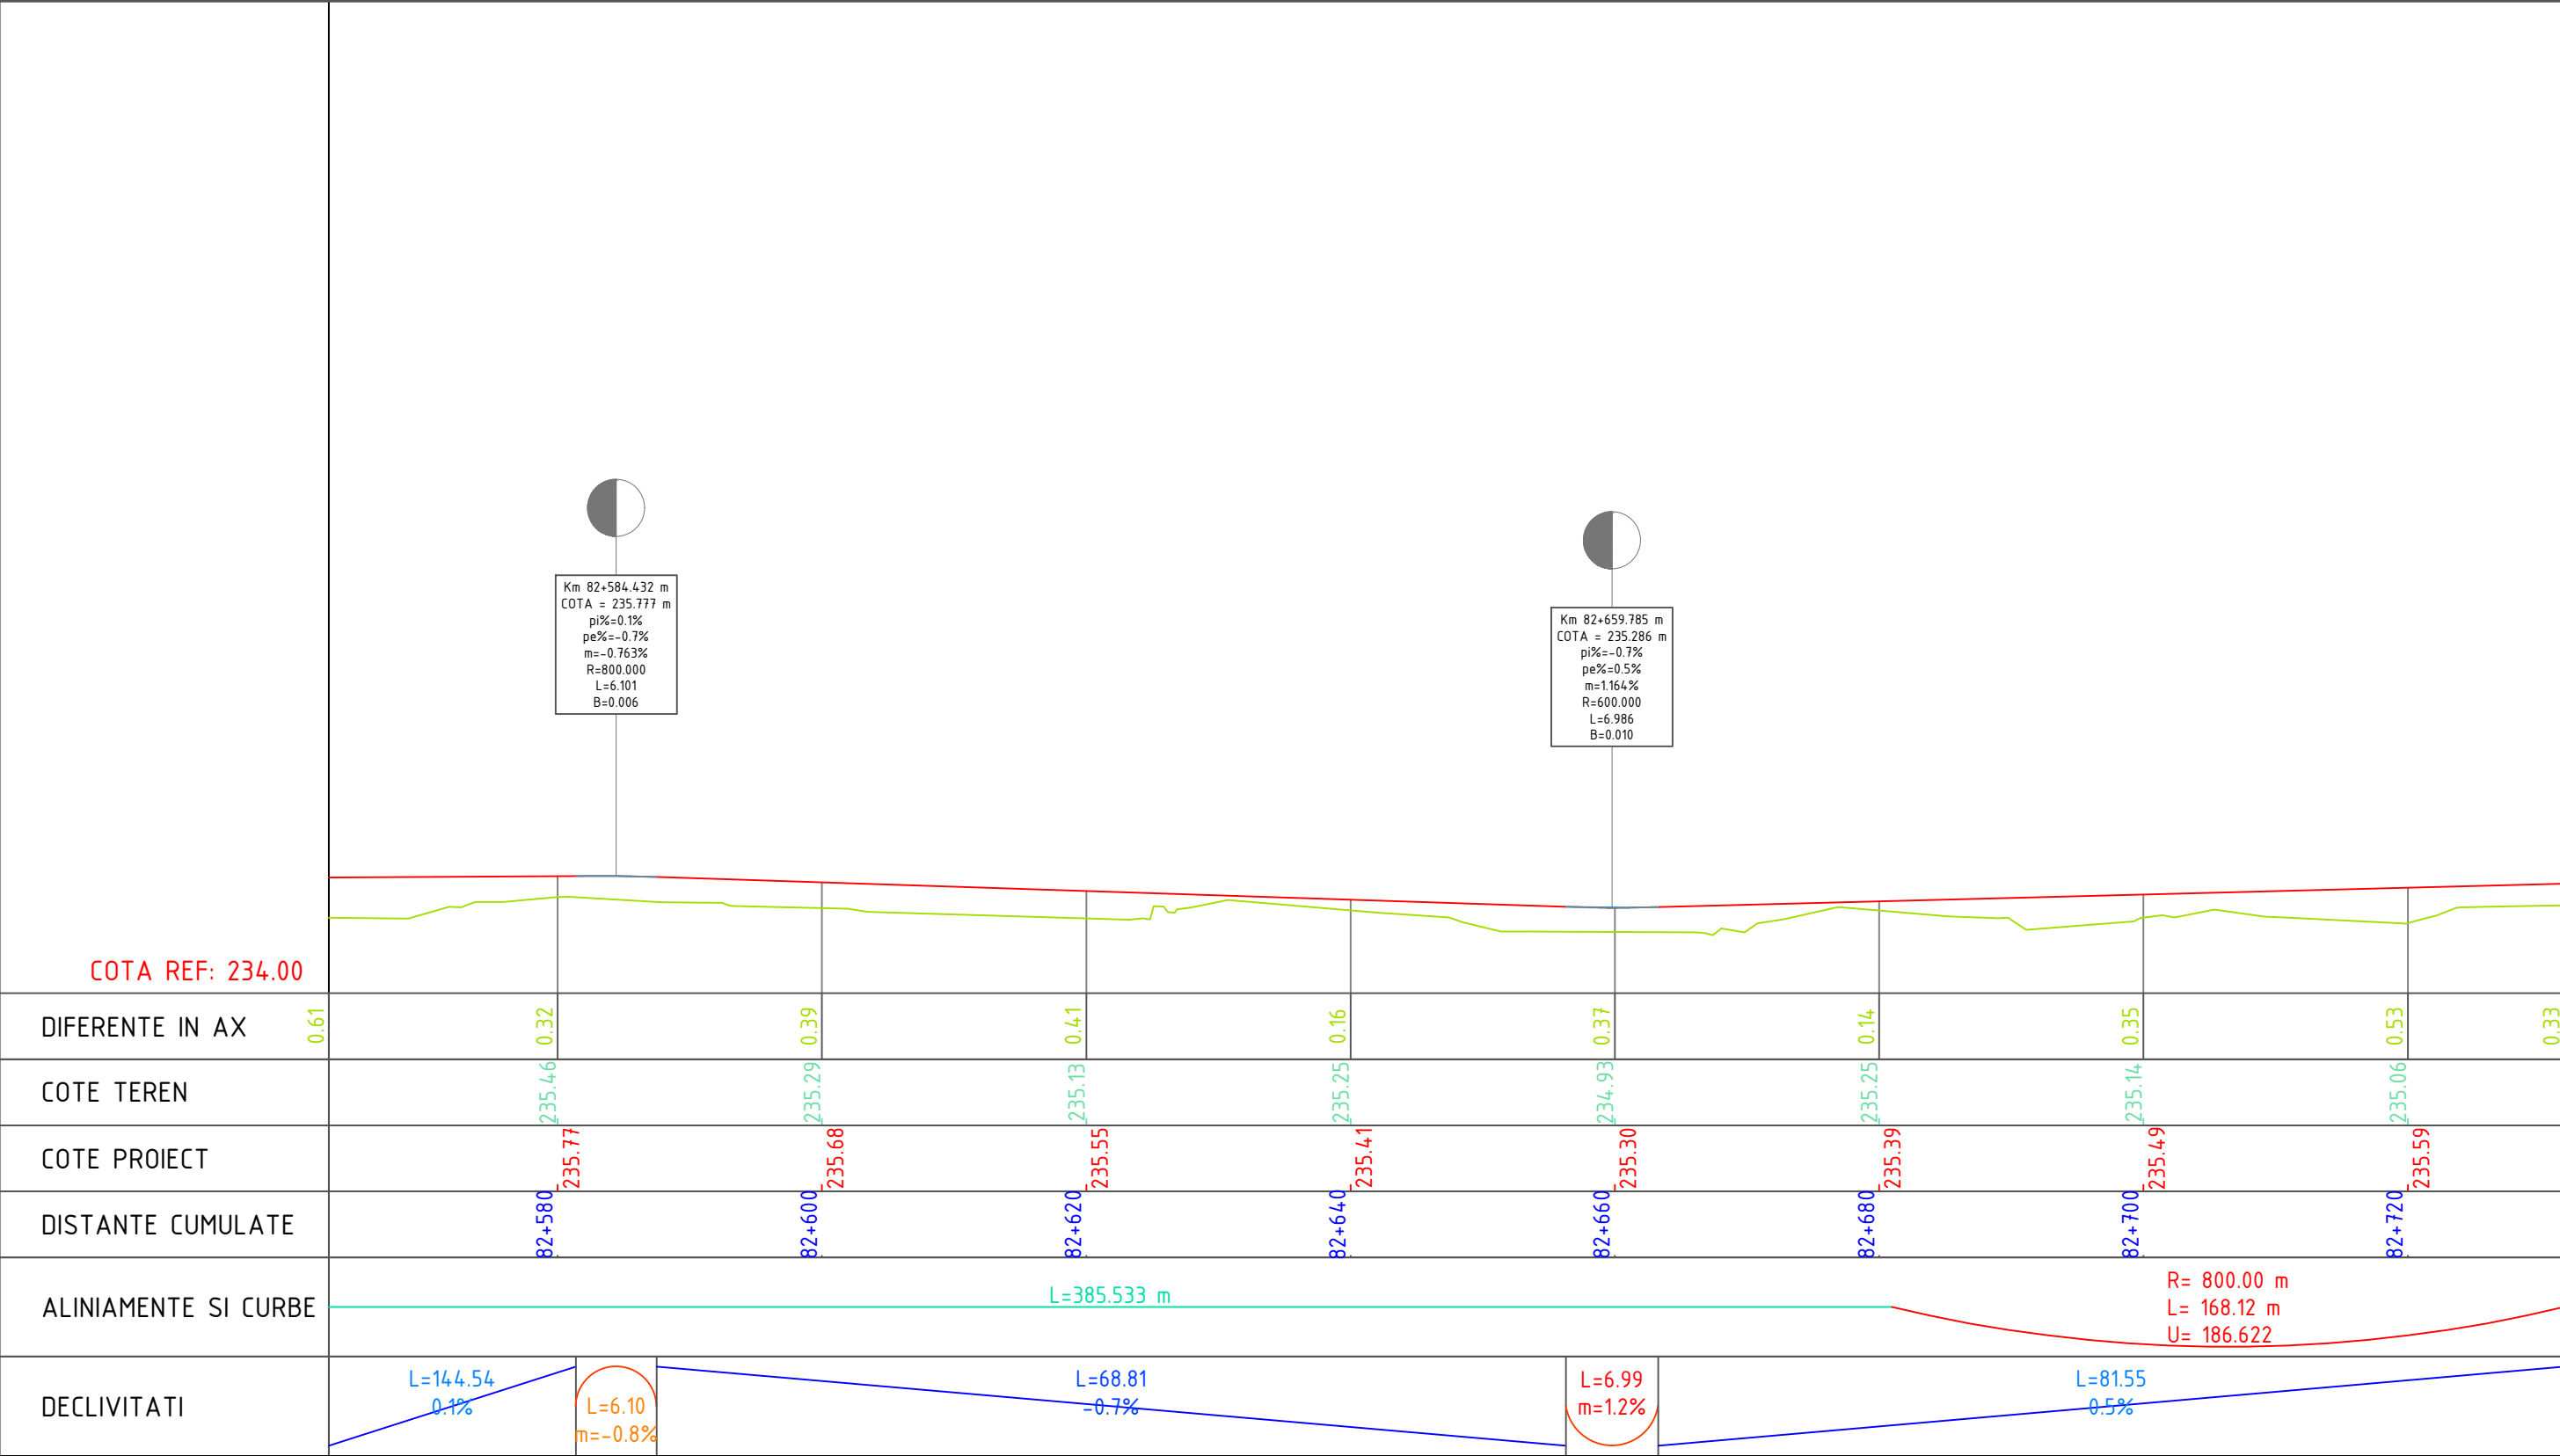 Km 82+584.432 m
COTA = 235.777 m
pi%=0.1%
pe%=-0.7%
m=-0.763%
R=800.000
L=6.101
B=0.006
Km 82+659.785 m
COTA = 235.286 m
pi%=-0.7%
pe%=0.5%
m=1.164%
R=600.000
L=6.986
B=0.010
COTA REF: 234.00
DIFERENTE IN AX
0.61 0.32 0.39 0.41 0.16 0.37 0.14 0.35 0.53 0.33
COTE TEREN
235.46 235.29 235.13 235.25 234.93 235.25 235.14 235.06
COTE PROIECT
235.77 235.68 235.55 235.41 235.30 235.39 235.49 235.59
DISTANTE CUMULATE
82+580 82+600 82+620 82+640 82+660 82+680 82+700 82+720
ALINIAMENTE SI CURBE
L=385.533 m
R= 800.00 m
L= 168.12 m
U= 186.622
DECLIVITATI
L=144.54
0.1%
L=6.10
m=-0.8%
L=68.81
-0.7%
L=6.99
m=1.2%
L=81.55
0.5%